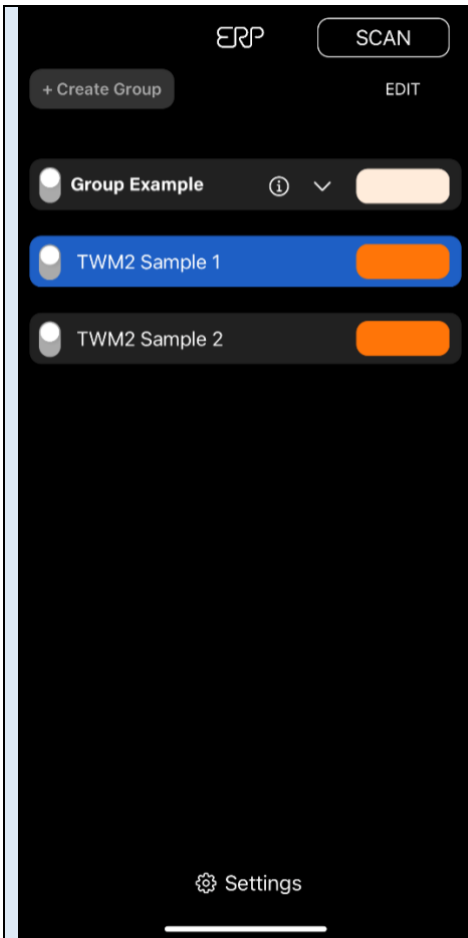 ERP SCAN
+ Create Group EDIT
Group Example
TWM2 Sample 1
TWM2 Sample 2
Settings